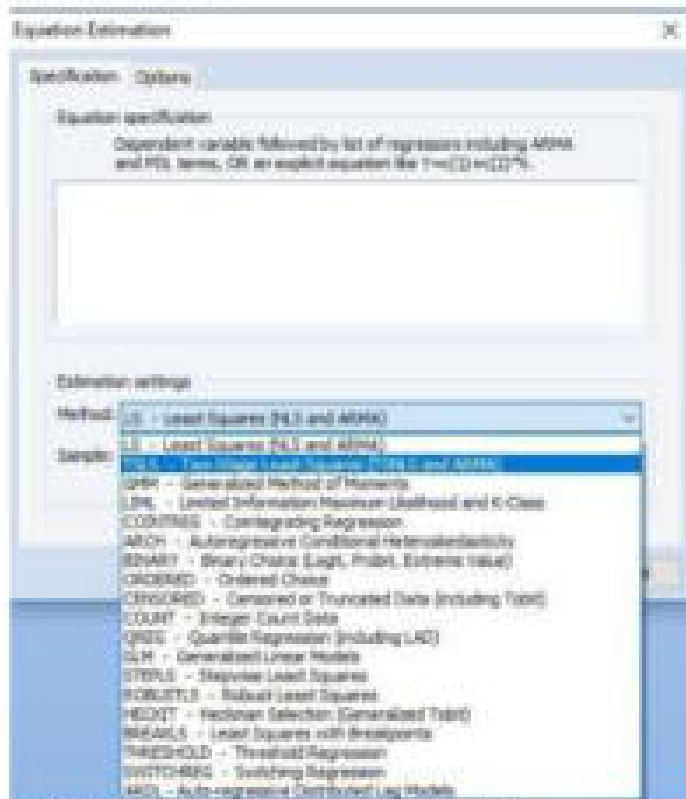 Equation Estimation
Specification Options
Equation specification
Dependent variable followed by list of regressors including ARMA
and PDL terms, OR an explicit equation like Y=c(1)+c(2)*X.
Estimation settings
Method: LS - Least Squares (NLS and ARMA)
LS - Least Squares (NLS and ARMA)
Sample: TSLS - Two-Stage Least Squares (TSNLS and ARMA)
GMM - Generalized Method of Moments
LIML - Limited Information Maximum Likelihood and K-Class
COINTREG - Cointegrating Regression
ARCH - Autoregressive Conditional Heteroskedasticity
BINARY - Binary Choice (Logit, Probit, Extreme Value)
ORDERED - Ordered Choice
CENSORED - Censored or Truncated Data (including Tobit)
COUNT - Integer Count Data
QREG - Quantile Regression (including LAD)
GLM - Generalized Linear Models
STEPLS - Stepwise Least Squares
ROBUSTLS - Robust Least Squares
HECKIT - Heckman Selection (Generalized Tobit)
BREAKLS - Least Squares with Breakpoints
THRESHOLD - Threshold Regression
SWITCHREG - Switching Regression
ARDL - Auto-regressive Distributed Lag Models